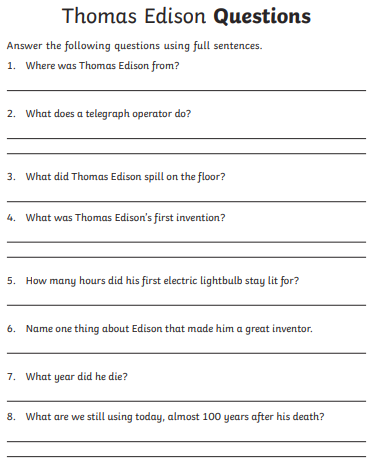 Thomas Edison Questions
Answer the following questions using full sentences.
1. Where was Thomas Edison from?
2. What does a telegraph operator do?
3. What did Thomas Edison spill on the floor?
4. What was Thomas Edison's first invention?
5. How many hours did his first electric lightbulb stay lit for?
6. Name one thing about Edison that made him a great inventor.
7. What year did he die?
8. What are we still using today, almost 100 years after his death?